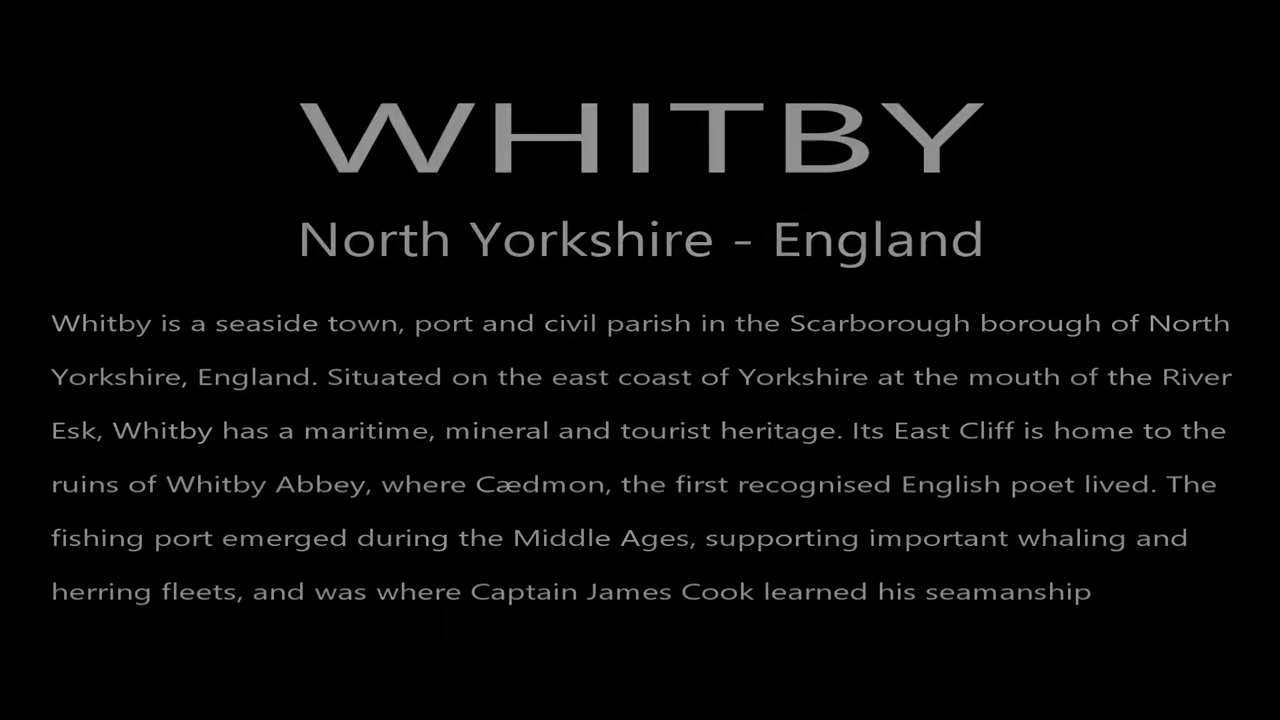 WHITBY
North Yorkshire - England
Whitby is a seaside town, port and civil parish in the Scarborough borough of North
Yorkshire, England. Situated on the east coast of Yorkshire at the mouth of the River
Esk, Whitby has a maritime, mineral and tourist heritage. Its East Cliff is home to the
ruins of Whitby Abbey, where Cædmon, the first recognised English poet lived. The
fishing port emerged during the Middle Ages, supporting important whaling and
herring fleets, and was where Captain James Cook learned his seamanship